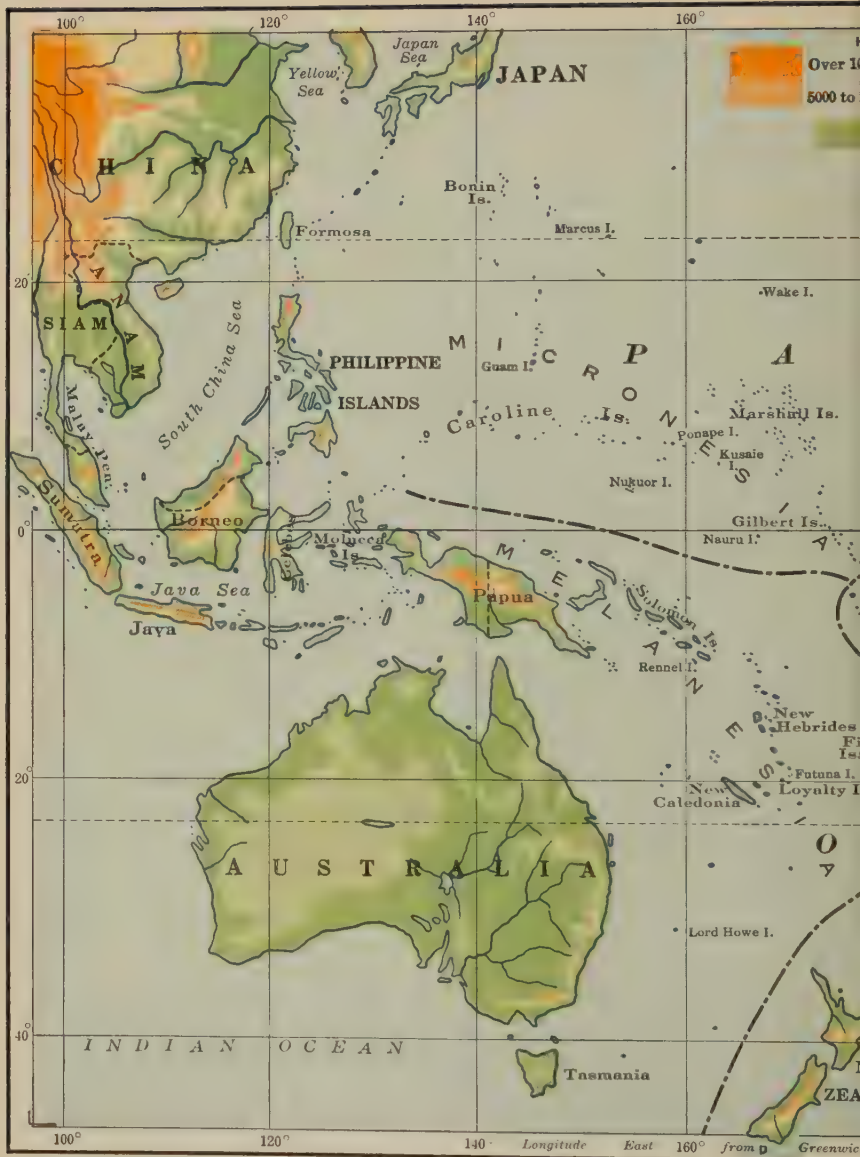 100°
120°
140°
160°
Japan
Sea
Yellow
Sea
JAPAN
Over 10
5000 to
CHINA
Bonin
Is.
Formosa
Marcus I.
20°
Wake I.
ANAM
SIAM
South China Sea
MICRONESIA
P A
PHILIPPINE
ISLANDS
Guam I.
Caroline Is.
Marshall Is.
Ponape I.
Kusaie
I.
Malay Pen.
Nukuor I.
Sumatra
Gilbert Is.
0°
Borneo
Celebes
Molucca
Is.
Nauru I.
MELANESIA
Java Sea
Papua
Solomon Is.
Java
Rennel I.
New
Hebrides
Fi
Isl
Futuna I.
20°
New
Caledonia
Loyalty I
AUSTRALIA
O
Lord Howe I.
40°
INDIAN OCEAN
Tasmania
N
ZEA
100°
120°
140°
Longitude East
160°
from Greenwic